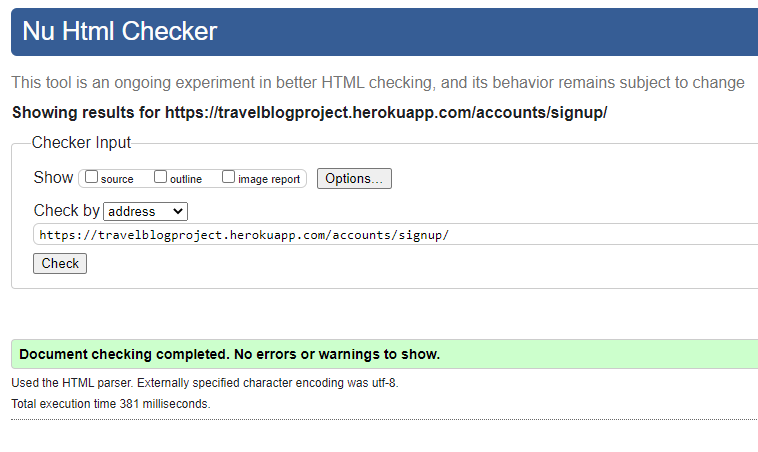 Nu Html Checker
This tool is an ongoing experiment in better HTML checking, and its behavior remains subject to change
Showing results for https://travelblogproject.herokuapp.com/accounts/signup/
Checker Input
Show source outline image report Options...
Check by address
https://travelblogproject.herokuapp.com/accounts/signup/
Check
Document checking completed. No errors or warnings to show.
Used the HTML parser. Externally specified character encoding was utf-8.
Total execution time 381 milliseconds.